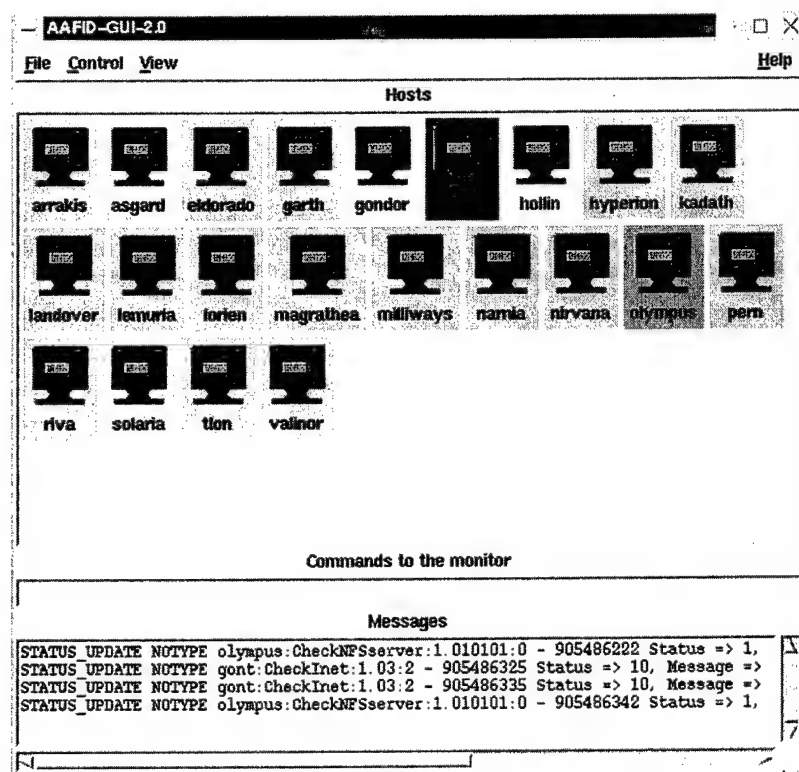 AAFID-GUI-2.0
File Control View Help
Hosts
arrakis asgard eldorado garth gondor hollin hyperion kadath
landover lemuria lorien magrathea milliways narnia nirvana olympus pern
riva solaria tlon valinor
Commands to the monitor
Messages
STATUS_UPDATE NOTYPE olympus:CheckNFSserver:1.010101:0 - 905486222 Status => 1,
STATUS_UPDATE NOTYPE gont:CheckInet:1.03:2 - 905486325 Status => 10, Message =>
STATUS_UPDATE NOTYPE gont:CheckInet:1.03:2 - 905486335 Status => 10, Message =>
STATUS_UPDATE NOTYPE olympus:CheckNFSserver:1.010101:0 - 905486342 Status => 1,